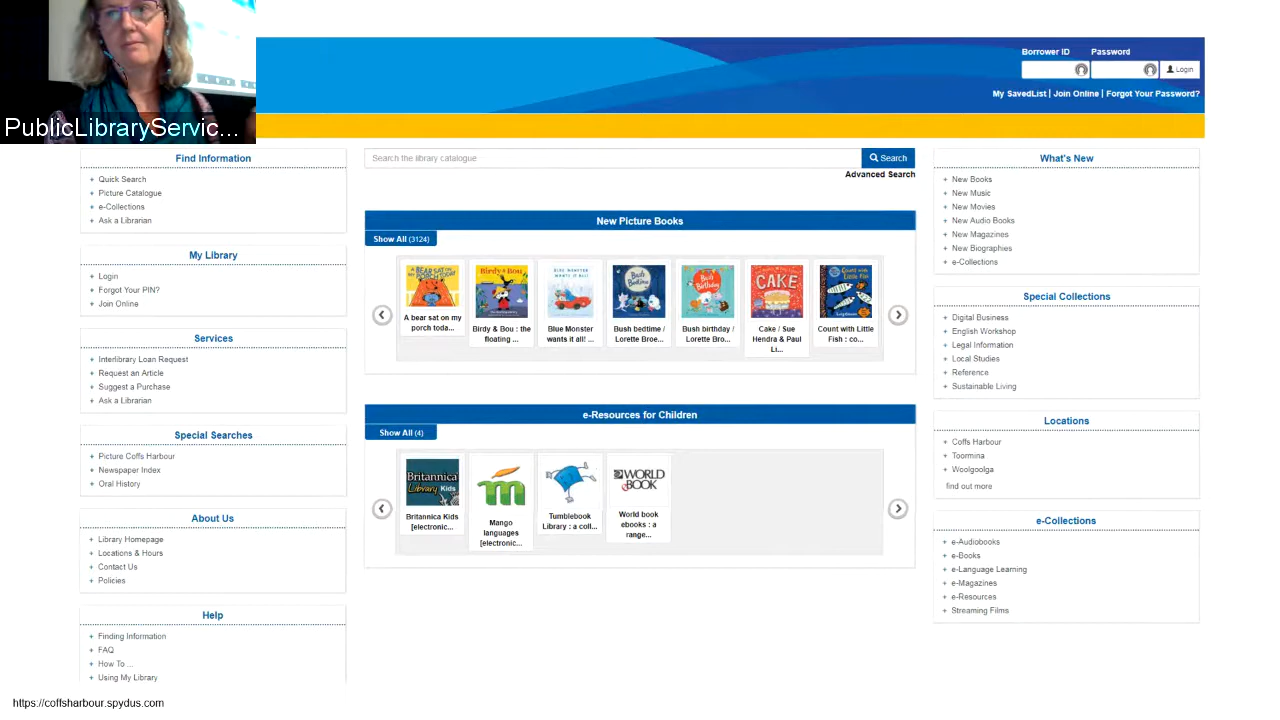 PublicLibraryServic...
Borrower ID
Password
Login
My SavedList | Join Online | Forgot Your Password?
Find Information
Quick Search
Picture Catalogue
e-Collections
Ask a Librarian
My Library
Login
Forgot Your PIN?
Join Online
Services
Interlibrary Loan Request
Request an Article
Suggest a Purchase
Ask a Librarian
Special Searches
Picture Coffs Harbour
Newspaper Index
Oral History
About Us
Library Homepage
Locations & Hours
Contact Us
Policies
Help
Finding Information
FAQ
How To ...
Using My Library
Search the library catalogue
Search
Advanced Search
New Picture Books
Show All (3124)
A bear sat on my
porch toda...
Birdy & Bou : the
floating ...
Blue Monster
wants it all! ...
Bush bedtime /
Lorette Broe...
Bush birthday /
Lorette Bro...
CAKE
Cake / Sue
Hendra & Paul
Li...
Count with Little
Fish : co...
e-Resources for Children
Show All (4)
Britannica
Library Kids
Britannica Kids
[electronic...
Mango
languages
[electronic...
Tumblebook
Library : a coll...
WORLD
BOOK
World book
ebooks : a
range...
What's New
New Books
New Music
New Movies
New Audio Books
New Magazines
New Biographies
e-Collections
Special Collections
Digital Business
English Workshop
Legal Information
Local Studies
Reference
Sustainable Living
Locations
Coffs Harbour
Toormina
Woolgoolga
find out more
e-Collections
e-Audiobooks
e-Books
e-Language Learning
e-Magazines
e-Resources
Streaming Films
https://coffsharbour.spydus.com